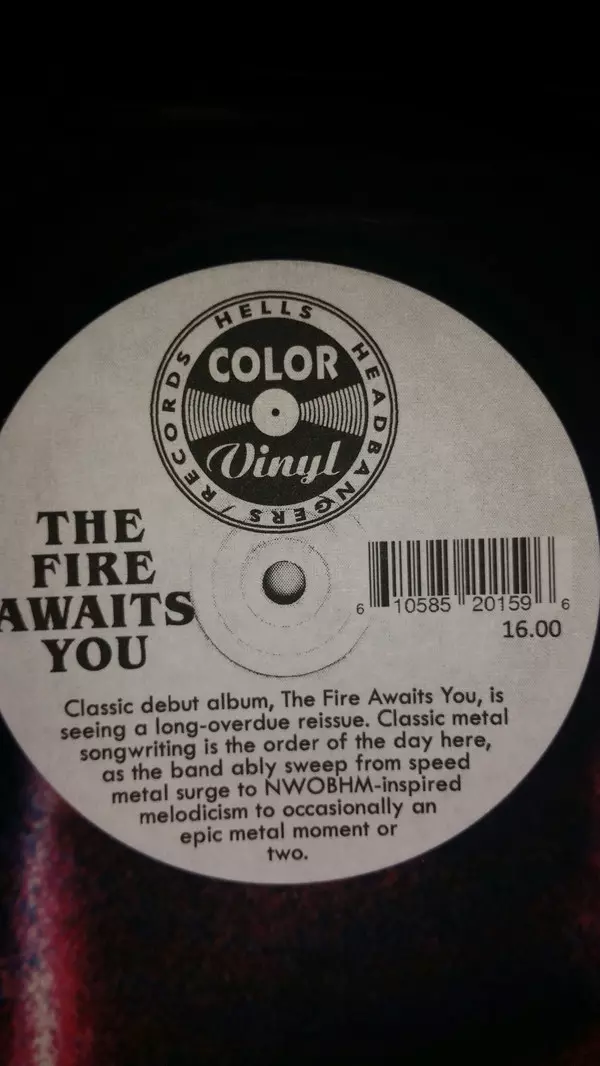 HELLS HEADBANGERS / RECORDS
COLOR
Vinyl
THE
FIRE
AWAITS
YOU
6 10585 20159 6
16.00
Classic debut album, The Fire Awaits You, is
seeing a long-overdue reissue. Classic metal
songwriting is the order of the day here,
as the band ably sweep from speed
metal surge to NWOBHM-inspired
melodicism to occasionally an
epic metal moment or
two.